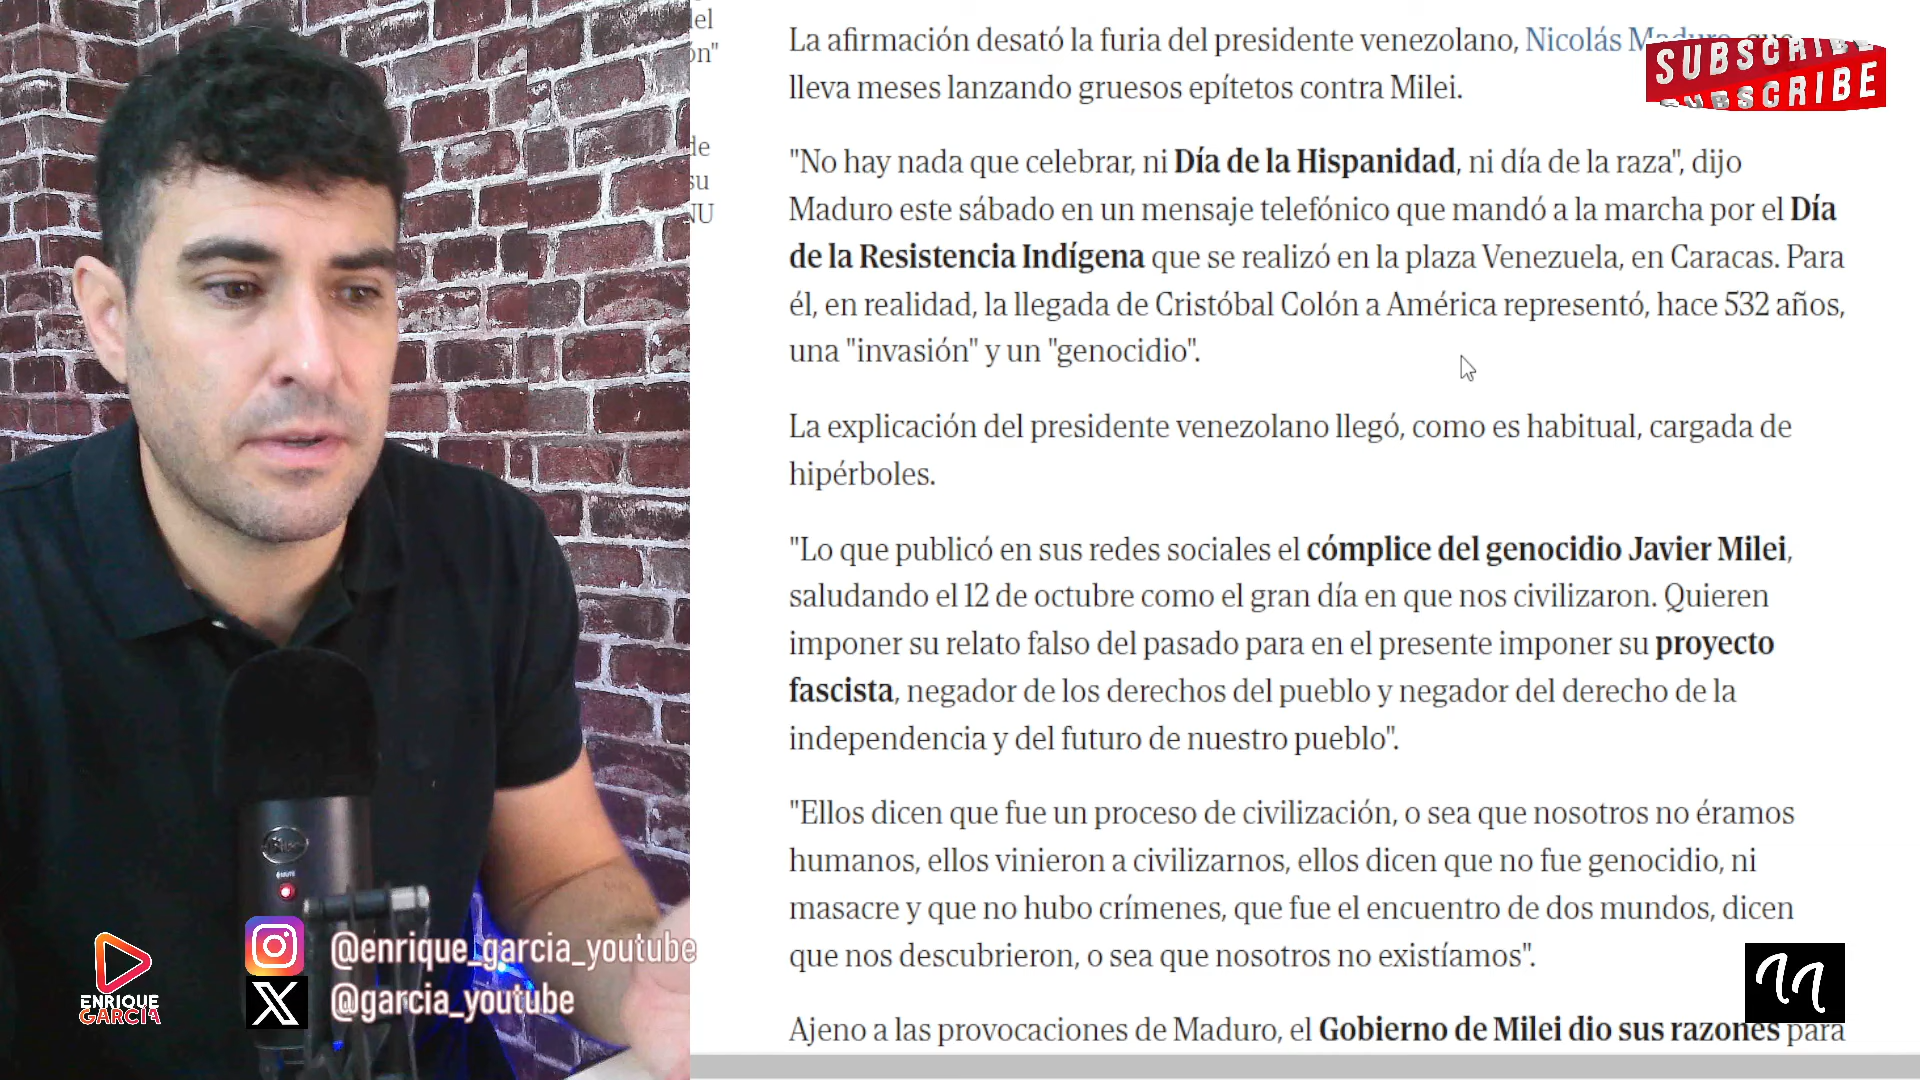 del
ón"
de
su
NU
La afirmación desató la furia del presidente venezolano, Nicolás Maduro, que
lleva meses lanzando gruesos epítetos contra Milei.
SUBSCRIBE
SUBSCRIBE
"No hay nada que celebrar, ni Día de la Hispanidad, ni día de la raza", dijo
Maduro este sábado en un mensaje telefónico que mandó a la marcha por el Día
de la Resistencia Indígena que se realizó en la plaza Venezuela, en Caracas. Para
él, en realidad, la llegada de Cristóbal Colón a América representó, hace 532 años,
una "invasión" y un "genocidio".
La explicación del presidente venezolano llegó, como es habitual, cargada de
hipérboles.
"Lo que publicó en sus redes sociales el cómplice del genocidio Javier Milei,
saludando el 12 de octubre como el gran día en que nos civilizaron. Quieren
imponer su relato falso del pasado para en el presente imponer su proyecto
fascista, negador de los derechos del pueblo y negador del derecho de la
independencia y del futuro de nuestro pueblo".
"Ellos dicen que fue un proceso de civilización, o sea que nosotros no éramos
humanos, ellos vinieron a civilizarnos, ellos dicen que no fue genocidio, ni
masacre y que no hubo crímenes, que fue el encuentro de dos mundos, dicen
que nos descubrieron, o sea que nosotros no existíamos".
Ajeno a las provocaciones de Maduro, el Gobierno de Milei dio sus razones para
Blue
MUTE
ENRIQUE
GARCIA
@enrique_garcia_youtube
@garcia_youtube